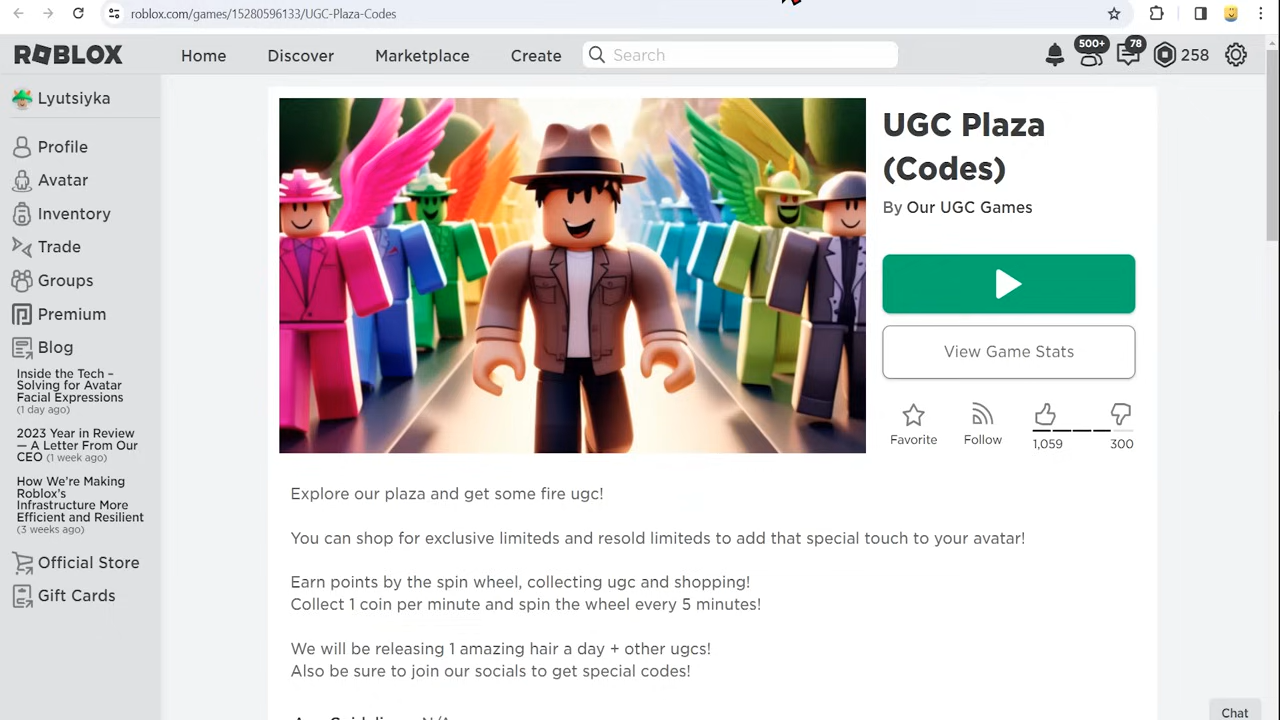 roblox.com/games/15280596133/UGC-Plaza-Codes
ROBLOX
Home
Discover
Marketplace
Create
Search
500+
78
258
Lyutsiyka
Profile
Avatar
Inventory
Trade
Groups
Premium
Blog
Inside the Tech –
Solving for Avatar
Facial Expressions
(1 day ago)
2023 Year in Review
— A Letter From Our
CEO (1 week ago)
How We’re Making
Roblox’s
Infrastructure More
Efficient and Resilient
(3 weeks ago)
Official Store
Gift Cards
UGC Plaza
(Codes)
By Our UGC Games
View Game Stats
Favorite
Follow
1,059
300
Explore our plaza and get some fire ugc!
You can shop for exclusive limiteds and resold limiteds to add that special touch to your avatar!
Earn points by the spin wheel, collecting ugc and shopping!
Collect 1 coin per minute and spin the wheel every 5 minutes!
We will be releasing 1 amazing hair a day + other ugcs!
Also be sure to join our socials to get special codes!
Chat